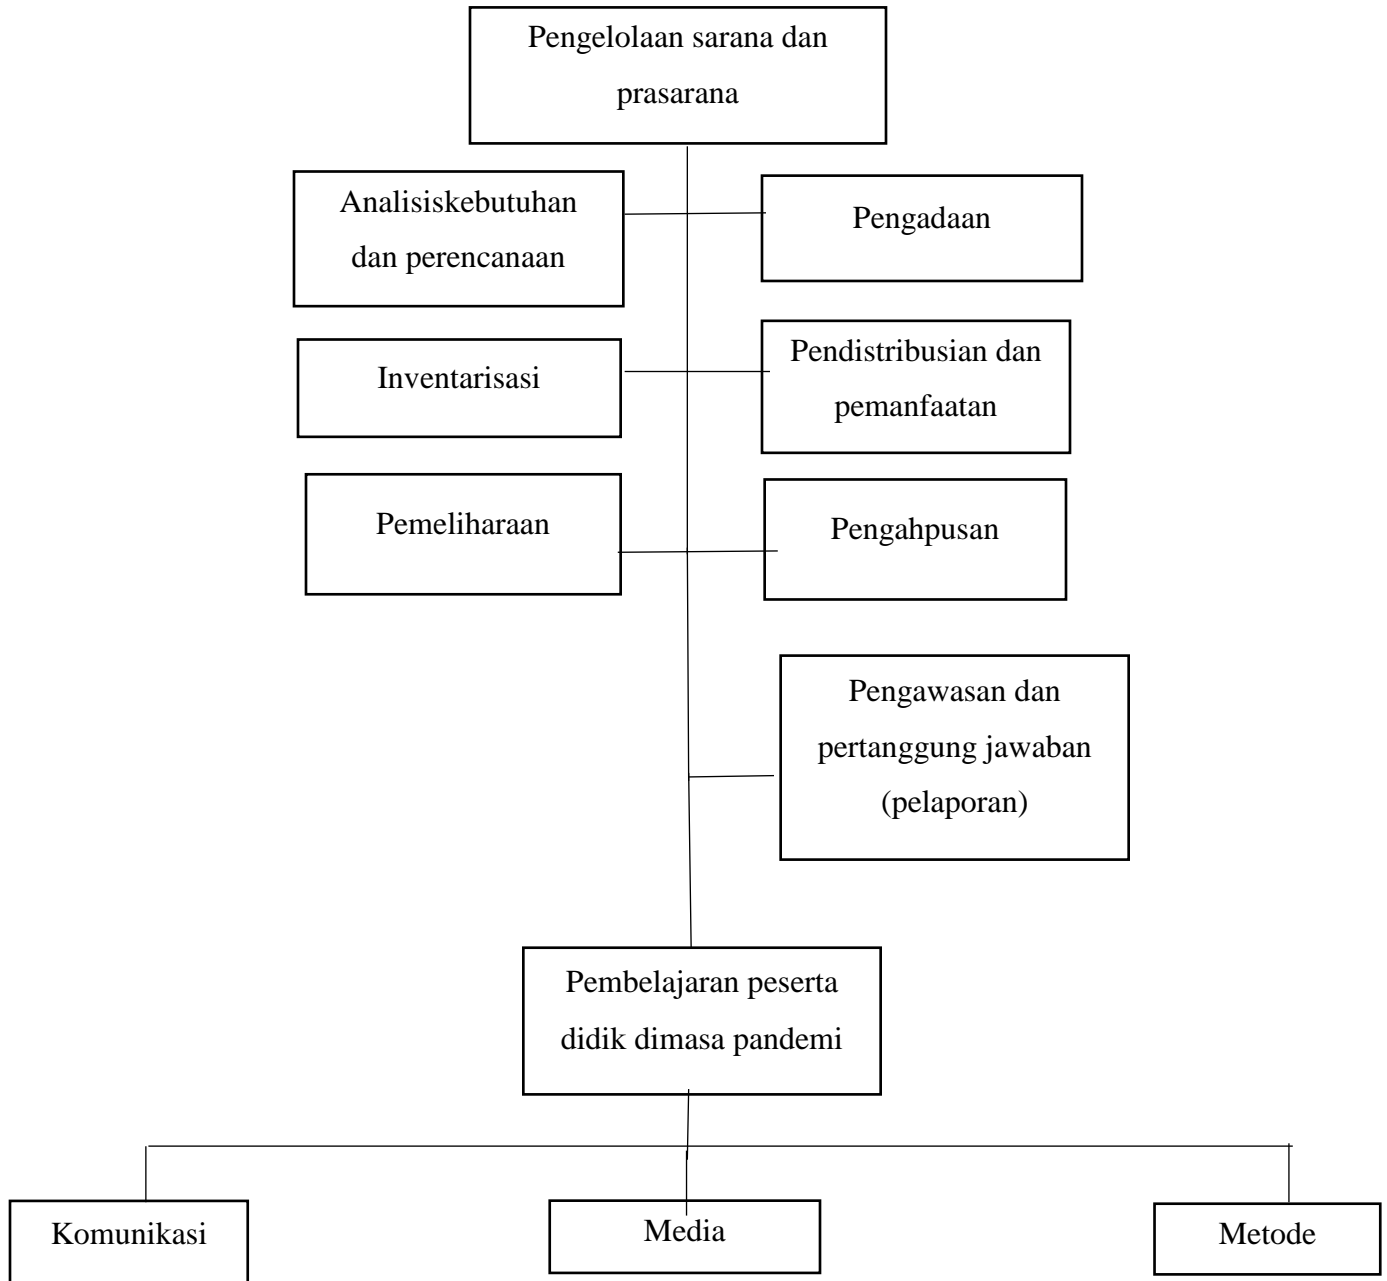 Pengelolaan sarana dan
prasarana
Analisiskebutuhan
dan perencanaan
Pengadaan
Inventarisasi
Pendistribusian dan
pemanfaatan
Pemeliharaan
Pengahpusan
Pengawasan dan
pertanggung jawaban
(pelaporan)
Pembelajaran peserta
didik dimasa pandemi
Komunikasi
Media
Metode